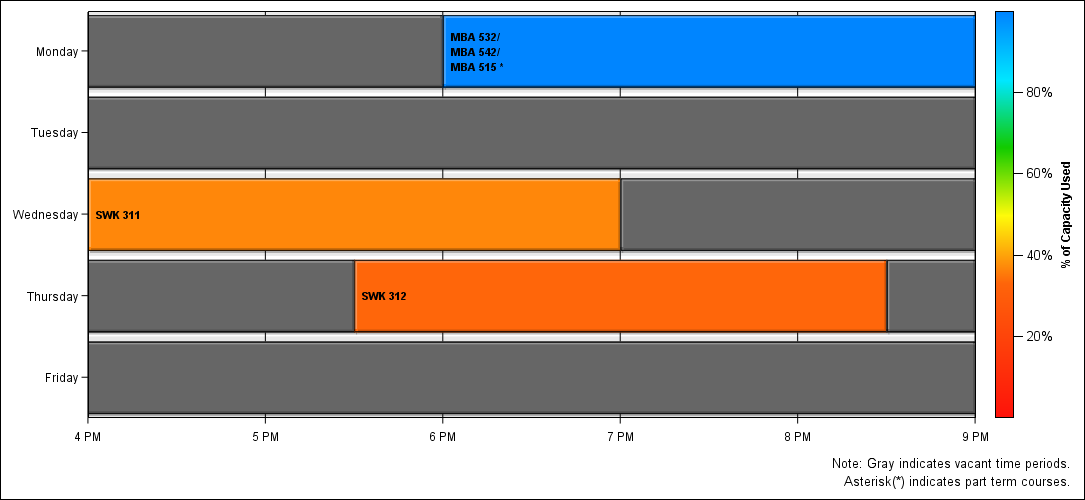 Monday
MBA 532/
MBA 542/
MBA 515 *
Tuesday
Wednesday
SWK 311
Thursday
SWK 312
Friday
4 PM 5 PM 6 PM 7 PM 8 PM 9 PM
80%
60%
40%
20%
% of Capacity Used
Note: Gray indicates vacant time periods.
Asterisk(*) indicates part term courses.